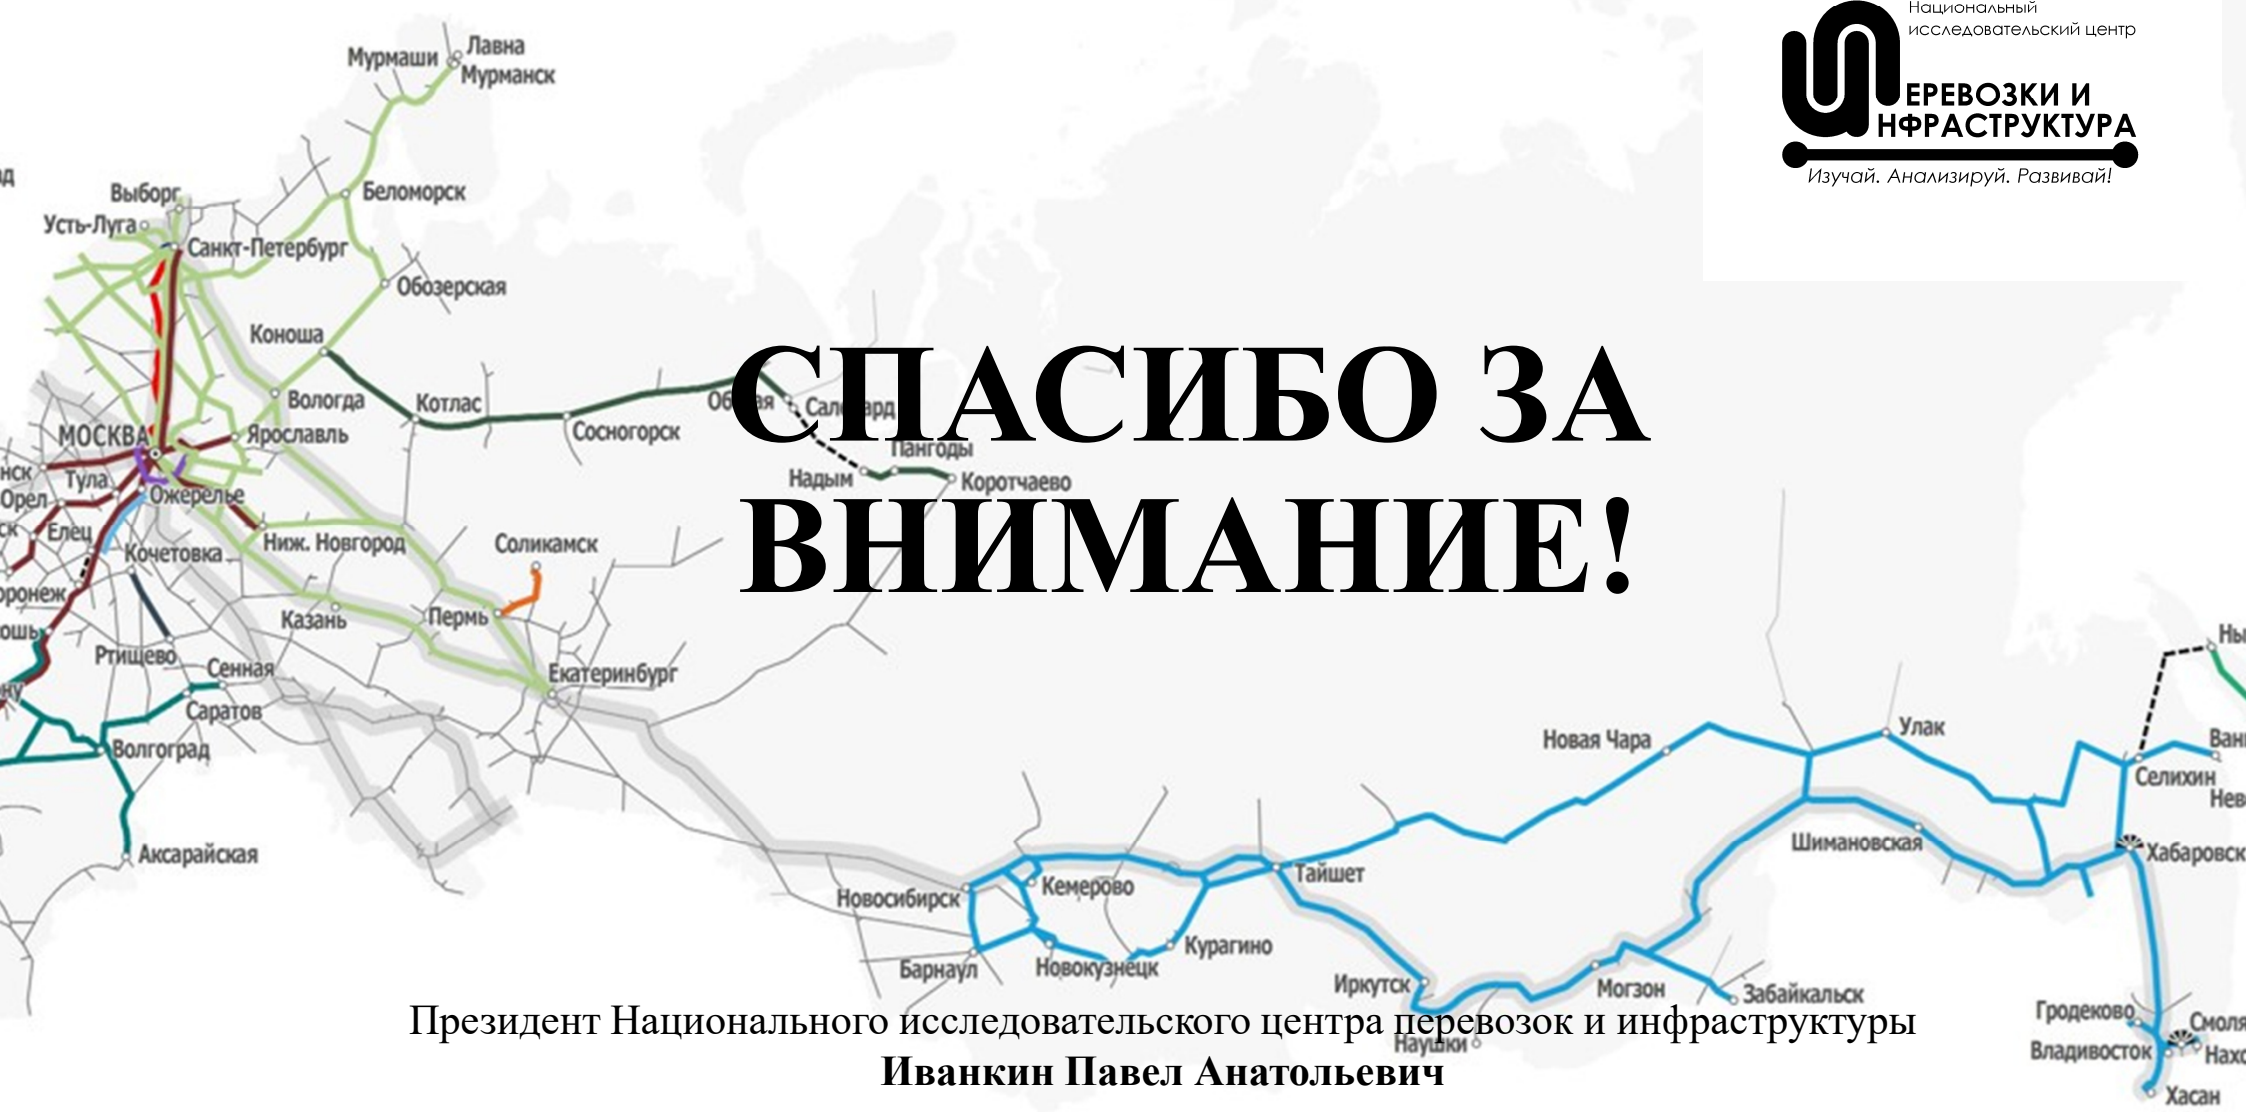 Национальный
исследовательский центр
ЕРЕВОЗКИ И
НФРАСТРУКТУРА
Изучай. Анализируй. Развивай!
Лавна
Мурмаши
Мурманск
Выборг
Беломорск
Усть-Луга
Санкт-Петербург
Обозерская
Коноша
СПАСИБО ЗА
ВНИМАНИЕ!
Вологда
Котлас
МОСКВА
Ярославль
Сосногорск
Пангоды
Тула
Надым
Коротчаево
Орел
Ожерелье
Елец
Кочетовка
Ниж. Новгород
Соликамск
Казань
Пермь
Ртищево
Сенная
Екатеринбург
Саратов
Волгоград
Новая Чара
Улак
Селихин
Шимановская
Аксарайская
Хабаровск
Тайшет
Кемерово
Новосибирск
Курагино
Барнаул
Новокузнецк
Иркутск
Могзон
Забайкальск
Гродеково
Президент Национального исследовательского центра перевозок и инфраструктуры
Наушки
Владивосток
Иванкин Павел Анатольевич
Хасан